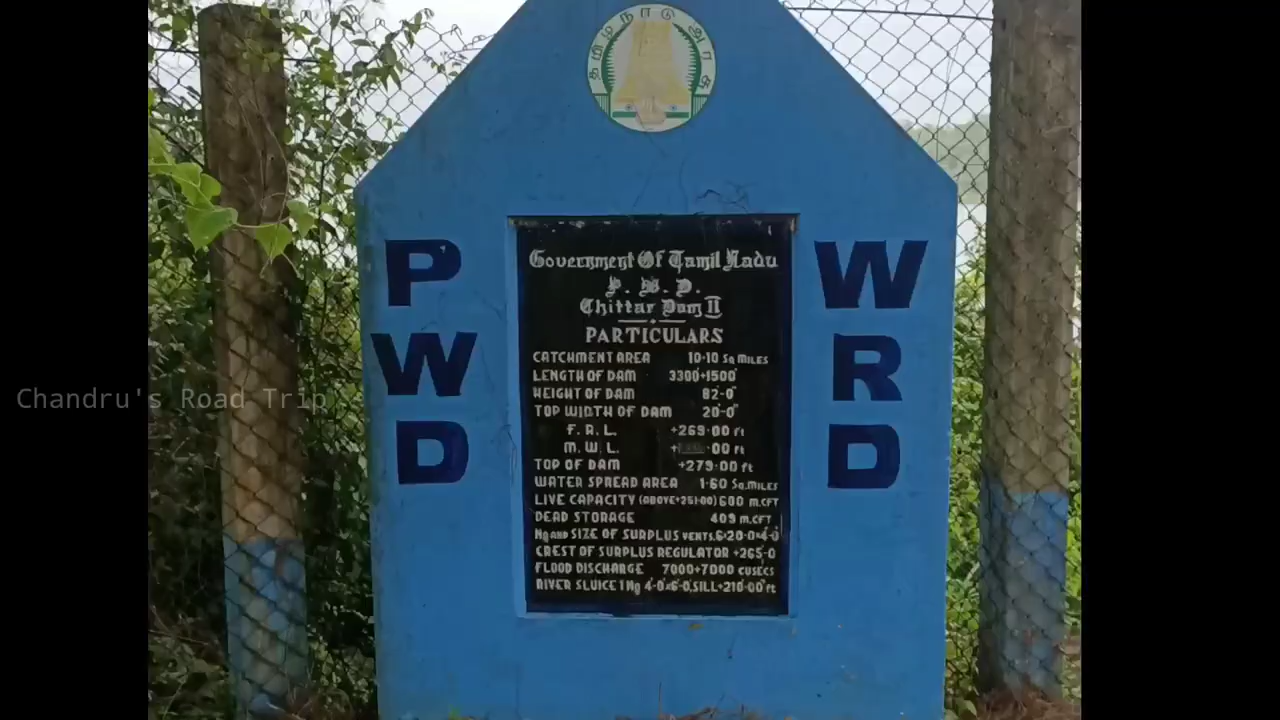 தமிழ்நாடு அரசு
PWD
WRD
Government Of Tamil Nadu
P. W. D.
Chittar Dam II
PARTICULARS
CATCHMENT AREA 10·10 Sq MILES
LENGTH OF DAM 3300'+1500'
HEIGHT OF DAM 82'-0"
TOP WIDTH OF DAM 20'-0"
F. R. L. +269·00 ft
M. W. L. + ·00 ft
TOP OF DAM +279·00 ft
WATER SPREAD AREA 1·60 Sq.MILES
LIVE CAPACITY (ABOVE+251·00) 600 M.CFT
DEAD STORAGE 409 M.CFT
No AND SIZE OF SURPLUS VENTS.6×20'-0"×4'-0"
CREST OF SURPLUS REGULATOR +265·0
FLOOD DISCHARGE 7000+7000 CUSECS
RIVER SLUICE 1 No 4'-0"×6'-0",SILL+210·00 ft
Chandru's Road Trip